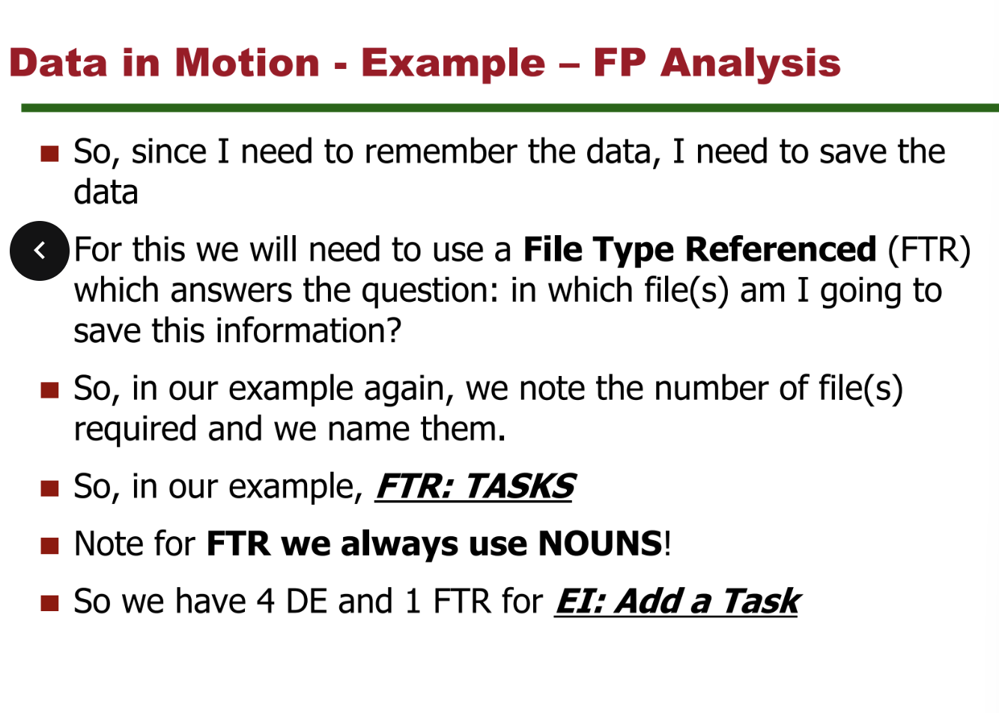 Data in Motion - Example – FP Analysis
So, since I need to remember the data, I need to save the
data
For this we will need to use a File Type Referenced (FTR)
which answers the question: in which file(s) am I going to
save this information?
So, in our example again, we note the number of file(s)
required and we name them.
So, in our example, FTR: TASKS
Note for FTR we always use NOUNS!
So we have 4 DE and 1 FTR for EI: Add a Task